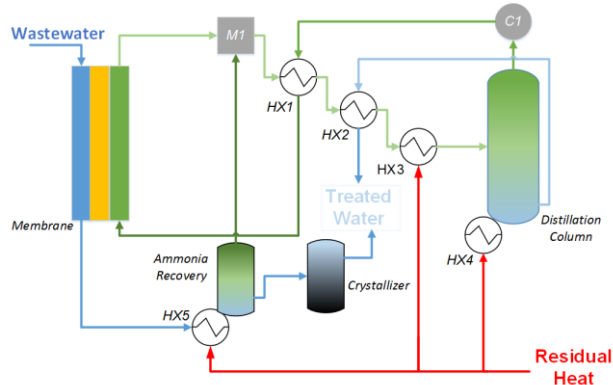 Wastewater
M1
C1
HX1
HX2
HX3
Treated
Water
Membrane
Ammonia
Recovery
Crystallizer
HX4
Distillation
Column
HX5
Residual
Heat